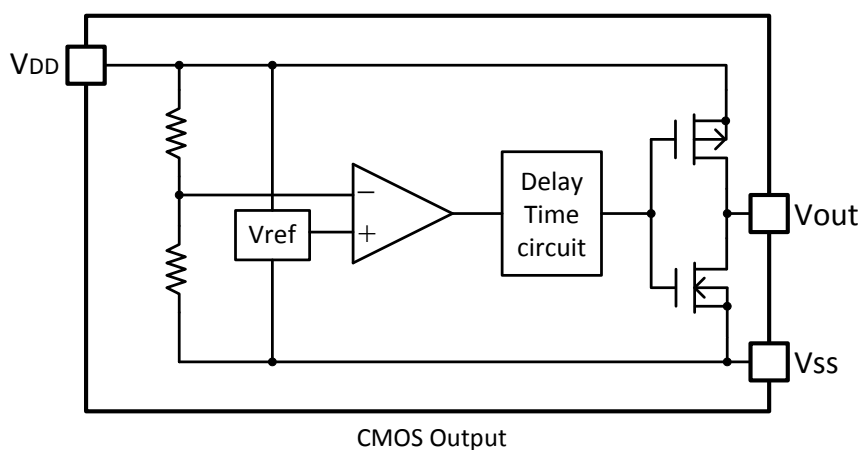 VDD
−
Vref
+
Delay
Time
circuit
Vout
Vss
CMOS Output